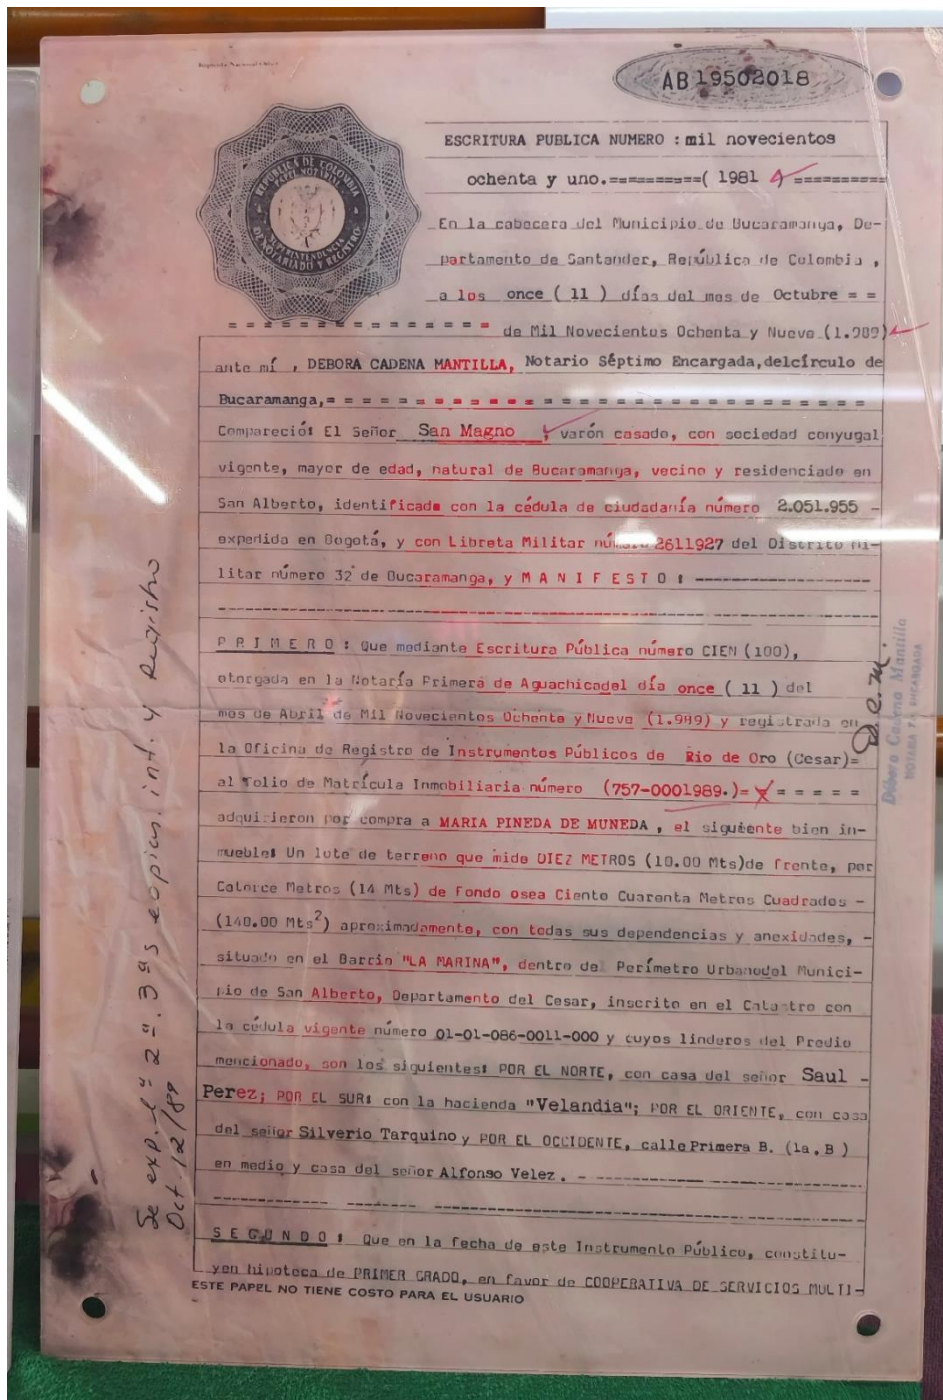 AB 19502018
REPUBLICA DE COLOMBIA
PAPEL NOTARIAL
SUPERINTENDENCIA
DE NOTARIADO Y REGISTRO
ESCRITURA PUBLICA NUMERO : mil novecientos
ochenta y uno.==========( 1981 ) ==========
En la cabecera del Municipio de Bucaramanga, De-
partamento de Santander, República de Colombia ,
a los once ( 11 ) días del mes de Octubre = =
= = = = = = = = = = = = = = = = de Mil Novecientos Ochenta y Nueve (1.989)
ante mí , DEBORA CADENA MANTILLA, Notario Séptimo Encargada,delcírculo de
Bucaramanga,= = = = = = = = = = = = = = = = = = = = = = = = = = = = = =
Compareció: El Señor San Magno , varón casado, con sociedad conyugal
vigente, mayor de edad, natural de Bucaramanga, vecino y residenciado en
San Alberto, identificado con la cédula de ciudadanía número 2.051.955 -
expedida en Bogotá, y con Libreta Militar número 2611927 del Distrito Mi-
litar número 32 de Bucaramanga, y M A N I F E S T O : --------------------
P R I M E R O : Que mediante Escritura Pública número CIEN (100),
otorgada en la Notaría Primera de Aguachicadel día once ( 11 ) del
mes de Abril de Mil Novecientos Ochenta y Nueve (1.989) y registrada en
la Oficina de Registro de Instrumentos Públicos de Rio de Oro (Cesar)=
al folio de Matrícula Inmobiliaria número (757-0001989.)= = = = = =
adquirieron por compra a MARIA PINEDA DE MUNEDA , el siguiente bien in-
mueble: Un lote de terreno que mide DIEZ METROS (10.00 Mts)de frente, por
Catorce Metros (14 Mts) de fondo osea Ciento Cuarenta Metros Cuadrados -
(140.00 Mts²) aproximadamente, con todas sus dependencias y anexidades, -
situado en el Barrio "LA MARINA", dentro del Perímetro Urbanodel Munici-
pio de San Alberto, Departamento del Cesar, inscrito en el Catastro con
la cédula vigente número 01-01-086-0011-000 y cuyos linderos del Predio
mencionado, son los siguientes: POR EL NORTE, con casa del señor Saul -
Perez; POR EL SUR: con la hacienda "Velandia"; POR EL ORIENTE, con casa
del señor Silverio Tarquino y POR EL OCCIDENTE, calle Primera B. (1a.B )
en medio y casa del señor Alfonso Velez. - --------------------
S E G U N D O : Que en la fecha de este Instrumento Público, constitu-
yen hipoteca de PRIMER GRADO, en favor de COOPERATIVA DE SERVICIOS MULTI-
ESTE PAPEL NO TIENE COSTO PARA EL USUARIO
Se exp. 1ª 2ª. 3ªs copias. int. y Registro
Oct. 12/89
D.C.M.
Débora Cadena Mantilla
NOTARIA 7a. ENCARGADA